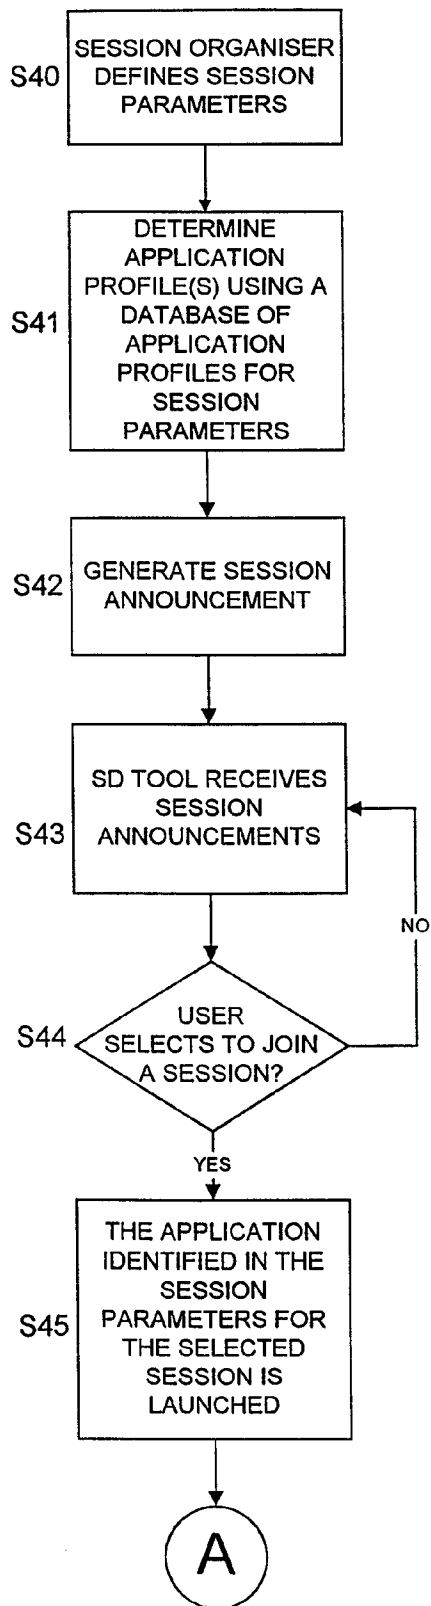 S40
SESSION ORGANISER
DEFINES SESSION
PARAMETERS
S41
DETERMINE
APPLICATION
PROFILE(S) USING A
DATABASE OF
APPLICATION
PROFILES FOR
SESSION
PARAMETERS
S42
GENERATE SESSION
ANNOUNCEMENT
S43
SD TOOL RECEIVES
SESSION
ANNOUNCEMENTS
NO
S44
USER
SELECTS TO JOIN
A SESSION?
YES
S45
THE APPLICATION
IDENTIFIED IN THE
SESSION
PARAMETERS FOR
THE SELECTED
SESSION IS
LAUNCHED
A